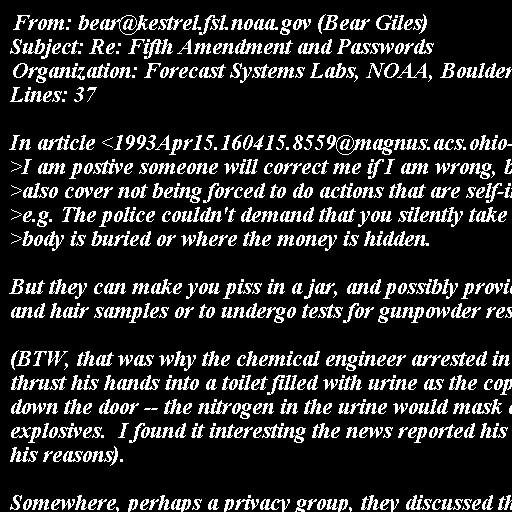 From: bear@kestrel.fsl.noaa.gov (Bear Giles)
Subject: Re: Fifth Amendment and Passwords
Organization: Forecast Systems Labs, NOAA, Boulder
Lines: 37
In article <1993Apr15.160415.8559@magnus.acs.ohio-
>I am postive someone will correct me if I am wrong, b
>also cover not being forced to do actions that are self-i
>e.g. The police couldn't demand that you silently take
>body is buried or where the money is hidden.
But they can make you piss in a jar, and possibly provi
and hair samples or to undergo tests for gunpowder res
(BTW, that was why the chemical engineer arrested in
thrust his hands into a toilet filled with urine as the cop
down the door -- the nitrogen in the urine would mask
explosives. I found it interesting the news reported his
his reasons).
Somewhere, perhaps a privacy group, they discussed th